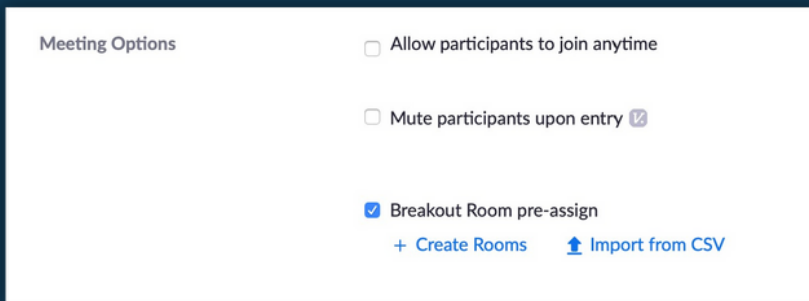 Meeting Options
Allow participants to join anytime
Mute participants upon entry
Breakout Room pre-assign
+ Create Rooms
Import from CSV